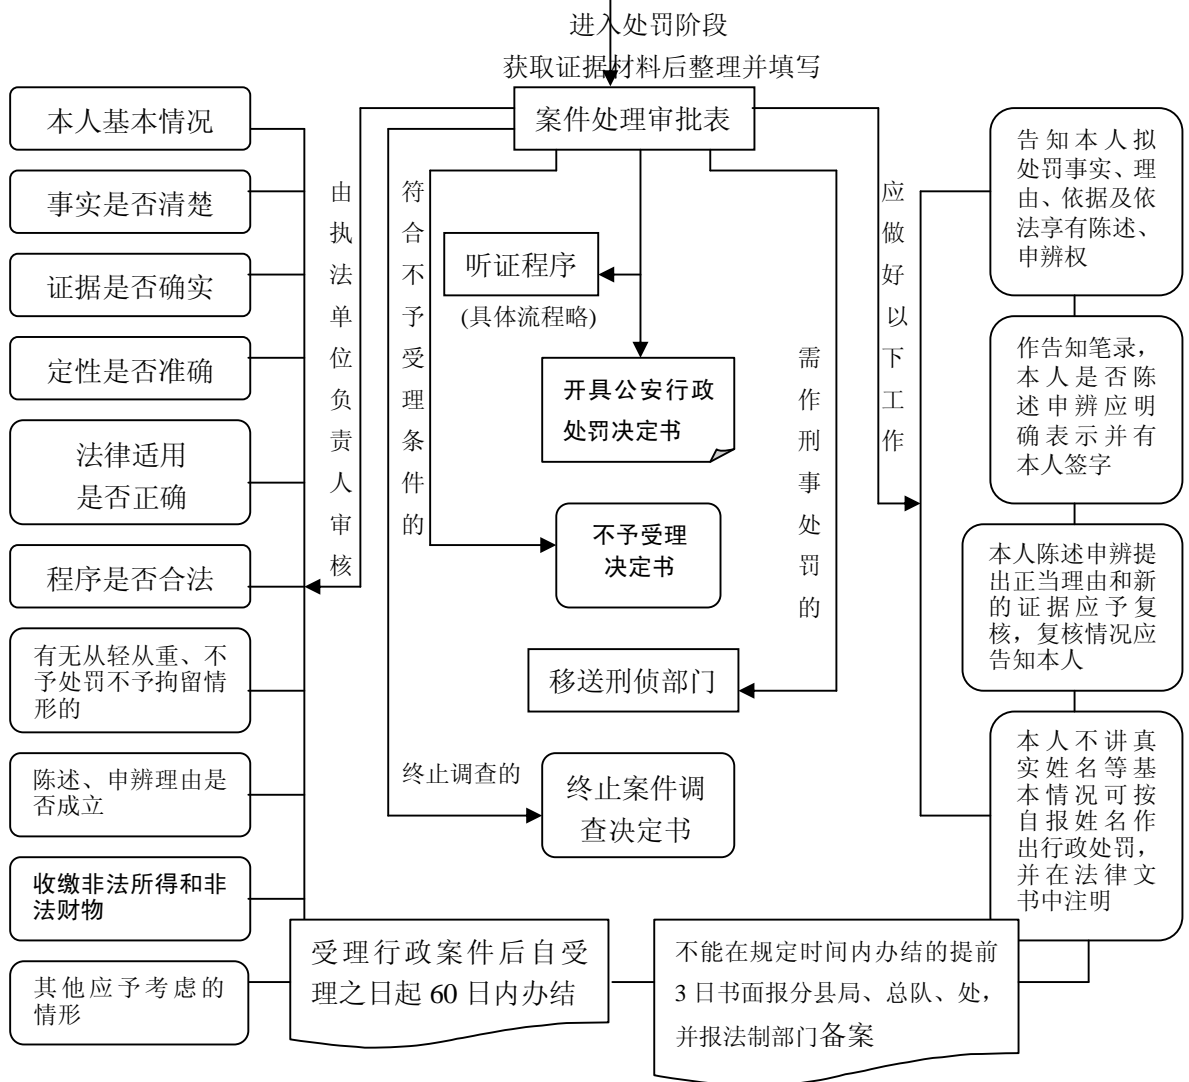 进入处罚阶段
获取证据材料后整理并填写
案件处理审批表
本人基本情况
事实是否清楚
证据是否确实
定性是否准确
法律适用
是否正确
程序是否合法
有无从轻从重、不
予处罚不予拘留情
形的
陈述、申辨理由是
否成立
收缴非法所得和非
法财物
其他应予考虑的
情形
由执法单位负责人审核
符合不予受理条件的
听证程序
(具体流程略)
开具公安行政
处罚决定书
不予受理
决定书
移送刑侦部门
终止调查的
终止案件调
查决定书
需作刑事处罚的
应做好以下工作
告知本人拟
处罚事实、理
由、依据及依
法享有陈述、
申辨权
作告知笔录，
本人是否陈
述申辨应明
确表示并有
本人签字
本人陈述申辨提
出正当理由和新
的证据应予复
核，复核情况应
告知本人
本人不讲真
实姓名等基
本情况可按
自报姓名作
出行政处罚，
并在法律文
书中注明
受理行政案件后自受
理之日起 60 日内办结
不能在规定时间内办结的提前
3 日书面报分县局、总队、处，
并报法制部门备案